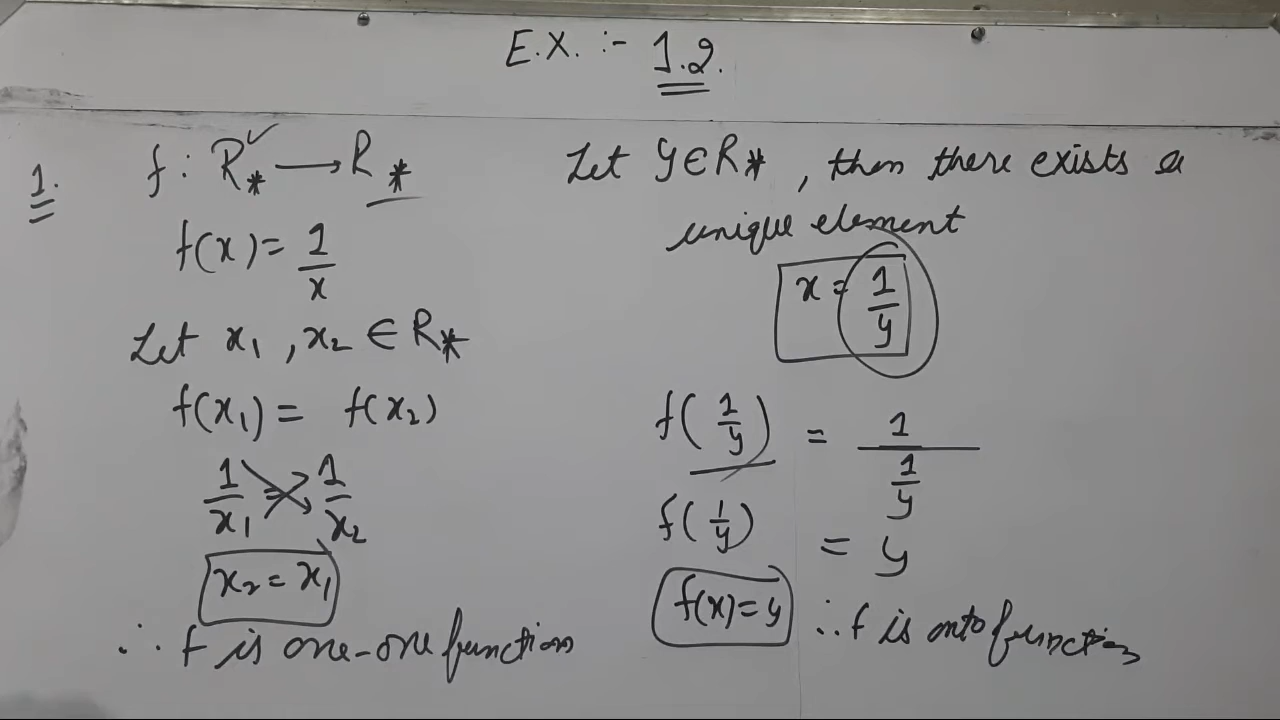 E.X. :- 1.2.
1. f : R* → R*
f(x) = 1/x
Let x₁ , x₂ ∈ R*
f(x₁) = f(x₂)
1/x₁ = 1/x₂
x₂ = x₁
∴ f is one-one function
Let y ∈ R* , then there exists a
unique element
x = 1/y
f(1/y) = 1/(1/y)
f(1/y) = y
f(x) = y ∴ f is onto function